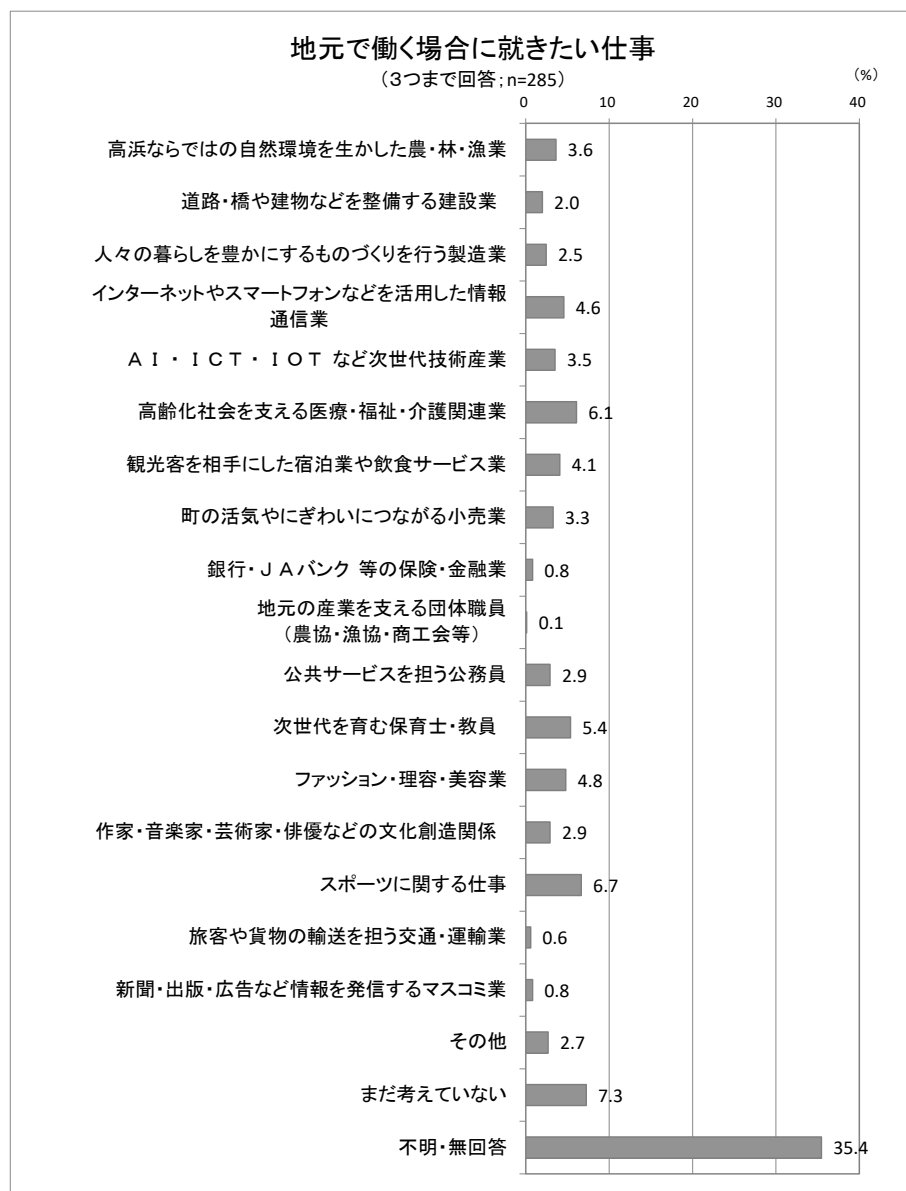 地元で働く場合に就きたい仕事
（３つまで回答；n=285）
（%）
0 10 20 30 40
高浜ならではの自然環境を生かした農・林・漁業 3.6
道路・橋や建物などを整備する建設業 2.0
人々の暮らしを豊かにするものづくりを行う製造業 2.5
インターネットやスマートフォンなどを活用した情報
通信業 4.6
ＡＩ・ＩＣＴ・ＩＯＴ など次世代技術産業 3.5
高齢化社会を支える医療・福祉・介護関連業 6.1
観光客を相手にした宿泊業や飲食サービス業 4.1
町の活気やにぎわいにつながる小売業 3.3
銀行・ＪＡバンク 等の保険・金融業 0.8
地元の産業を支える団体職員
（農協・漁協・商工会等） 0.1
公共サービスを担う公務員 2.9
次世代を育む保育士・教員 5.4
ファッション・理容・美容業 4.8
作家・音楽家・芸術家・俳優などの文化創造関係 2.9
スポーツに関する仕事 6.7
旅客や貨物の輸送を担う交通・運輸業 0.6
新聞・出版・広告など情報を発信するマスコミ業 0.8
その他 2.7
まだ考えていない 7.3
不明・無回答 35.4